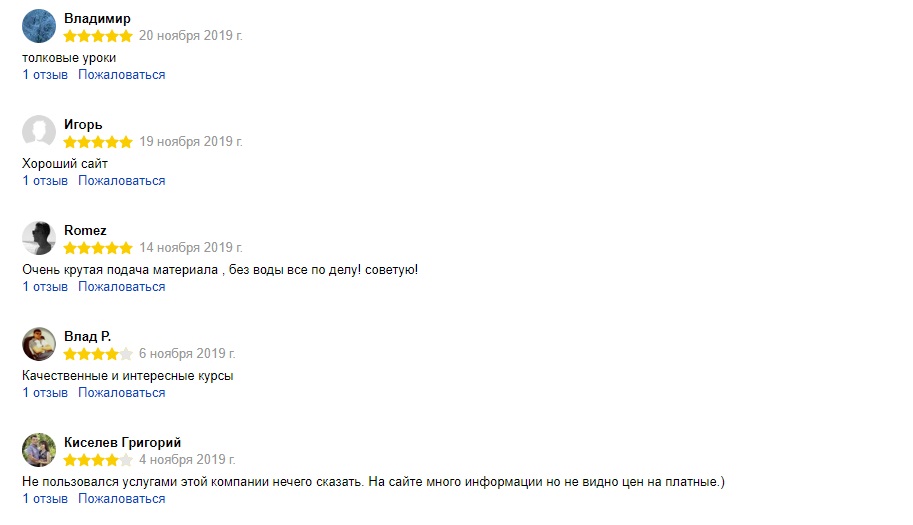 Владимир
20 ноября 2019 г.
толковые уроки
1 отзыв Пожаловаться
Игорь
19 ноября 2019 г.
Хороший сайт
1 отзыв Пожаловаться
Romez
14 ноября 2019 г.
Очень крутая подача материала , без воды все по делу! советую!
1 отзыв Пожаловаться
Влад Р.
6 ноября 2019 г.
Качественные и интересные курсы
1 отзыв Пожаловаться
Киселев Григорий
4 ноября 2019 г.
Не пользовался услугами этой компании нечего сказать. На сайте много информации но не видно цен на платные.)
1 отзыв Пожаловаться